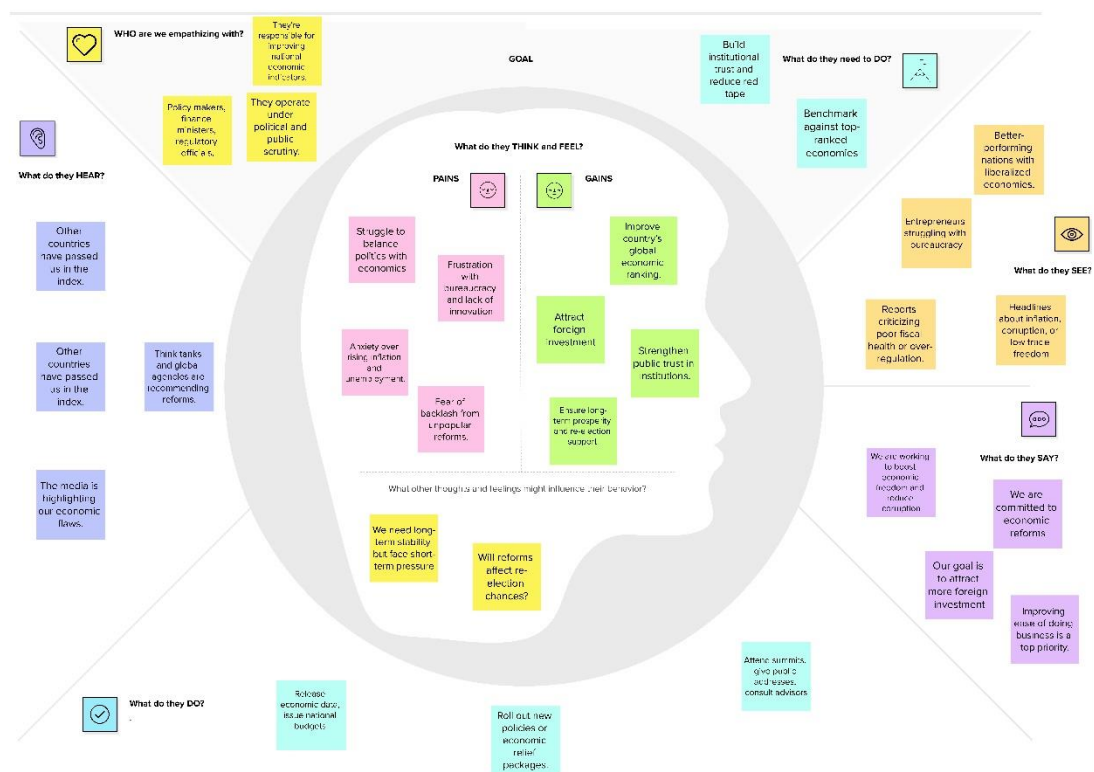 WHO are we empathizing with?
They're
responsible for
improving
national
economic
indicators.
Policy makers,
finance
ministers,
regulatory
officials.
They operate
under
political and
public
scrutiny.
GOAL
Build
institutional
trust and
reduce red
tape
What do they need to DO?
Benchmark
against top-
ranked
economies
What do they HEAR?
Other
countries
have passed
us in the
index.
Other
countries
have passed
us in the
index.
Think tanks
and global
agencies are
recommending
reforms.
The media is
highlighting
our economic
flaws.
What do they THINK and FEEL?
PAINS
Struggle to
balance
politics with
economics
Frustration
with
bureaucracy
and lack of
innovation
Anxiety over
rising inflation
and
unemployment.
Fear of
backlash from
unpopular
reforms.
GAINS
Improve
country's
global
economic
ranking.
Attract
foreign
investment
Strengthen
public trust in
institutions.
Ensure long-
term prosperity
and re-election
support
What other thoughts and feelings might influence their behavior?
We need long-
term stability
but face short-
term pressure
Will reforms
affect re-
election
chances?
Better-
performing
nations with
liberalized
economies.
Entrepreneurs
struggling with
bureaucracy
What do they SEE?
Reports
criticizing
poor fiscal
health or over-
regulation.
Headlines
about inflation,
corruption, or
low trade
freedom
What do they SAY?
We are working
to boost
economic
freedom and
reduce
corruption
We are
committed to
economic
reforms
Our goal is
to attract
more foreign
investment
Improving
ease of doing
business is a
top priority.
What do they DO?
Release
economic data,
issue national
budgets
Roll out new
policies or
economic
relief
packages.
Attend summits,
give public
addresses,
consult advisors